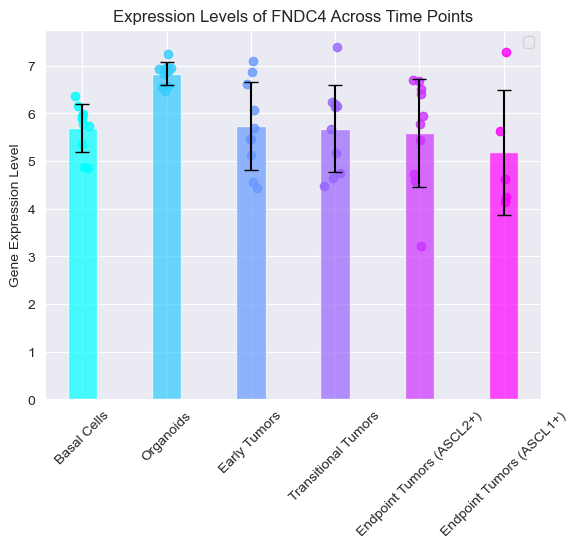 Expression Levels of FNDC4 Across Time Points
Gene Expression Level
7
6
5
4
3
2
1
0
Basal Cells
Organoids
Early Tumors
Transitional Tumors
Endpoint Tumors (ASCL2+)
Endpoint Tumors (ASCL1+)